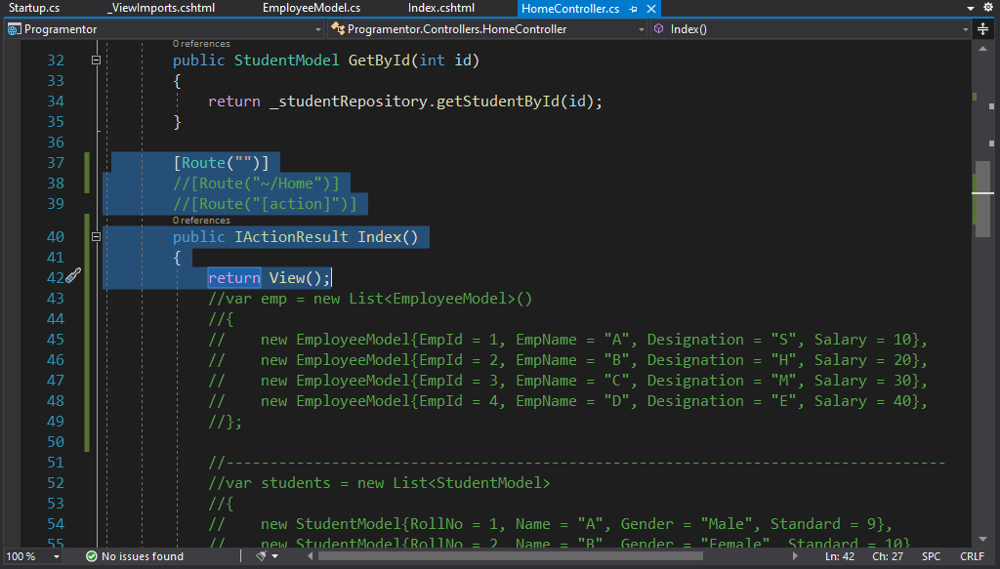 Startup.cs _ViewImports.cshtml EmployeeModel.cs Index.cshtml HomeController.cs
Programentor Programentor.Controllers.HomeController Index()
0 references
32 public StudentModel GetById(int id)
33 {
34 return _studentRepository.getStudentById(id);
35 }
36
37 [Route("")]
38 //[Route("~/Home")]
39 //[Route("[action]")]
0 references
40 public IActionResult Index()
41 {
42 return View();
43 //var emp = new List<EmployeeModel>()
44 //{
45 // new EmployeeModel{EmpId = 1, EmpName = "A", Designation = "S", Salary = 10},
46 // new EmployeeModel{EmpId = 2, EmpName = "B", Designation = "H", Salary = 20},
47 // new EmployeeModel{EmpId = 3, EmpName = "C", Designation = "M", Salary = 30},
48 // new EmployeeModel{EmpId = 4, EmpName = "D", Designation = "E", Salary = 40},
49 //};
50
51 //----------------------------------------------------------------------------------
52 //var students = new List<StudentModel>
53 //{
54 // new StudentModel{RollNo = 1, Name = "A", Gender = "Male", Standard = 9},
55 // new StudentModel{RollNo = 2, Name = "B", Gender = "Female", Standard = 10}
100 % No issues found Ln: 42 Ch: 27 SPC CRLF